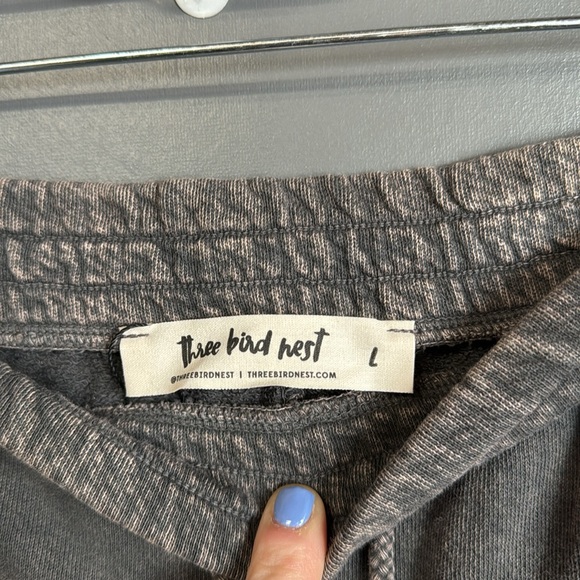 three bird nest L
@THREEBIRDNEST | THREEBIRDNEST.COM